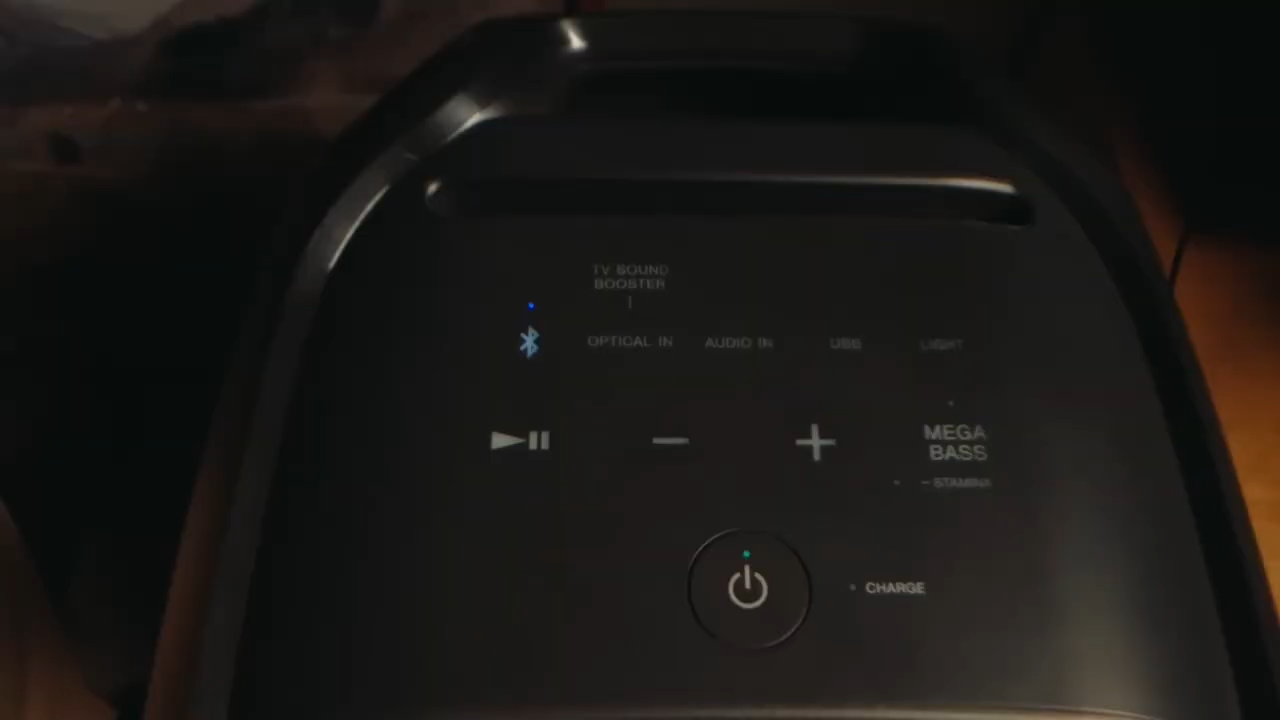 TV SOUND
BOOSTER
OPTICAL IN AUDIO IN USB LIGHT
MEGA
BASS
STAMINA
CHARGE